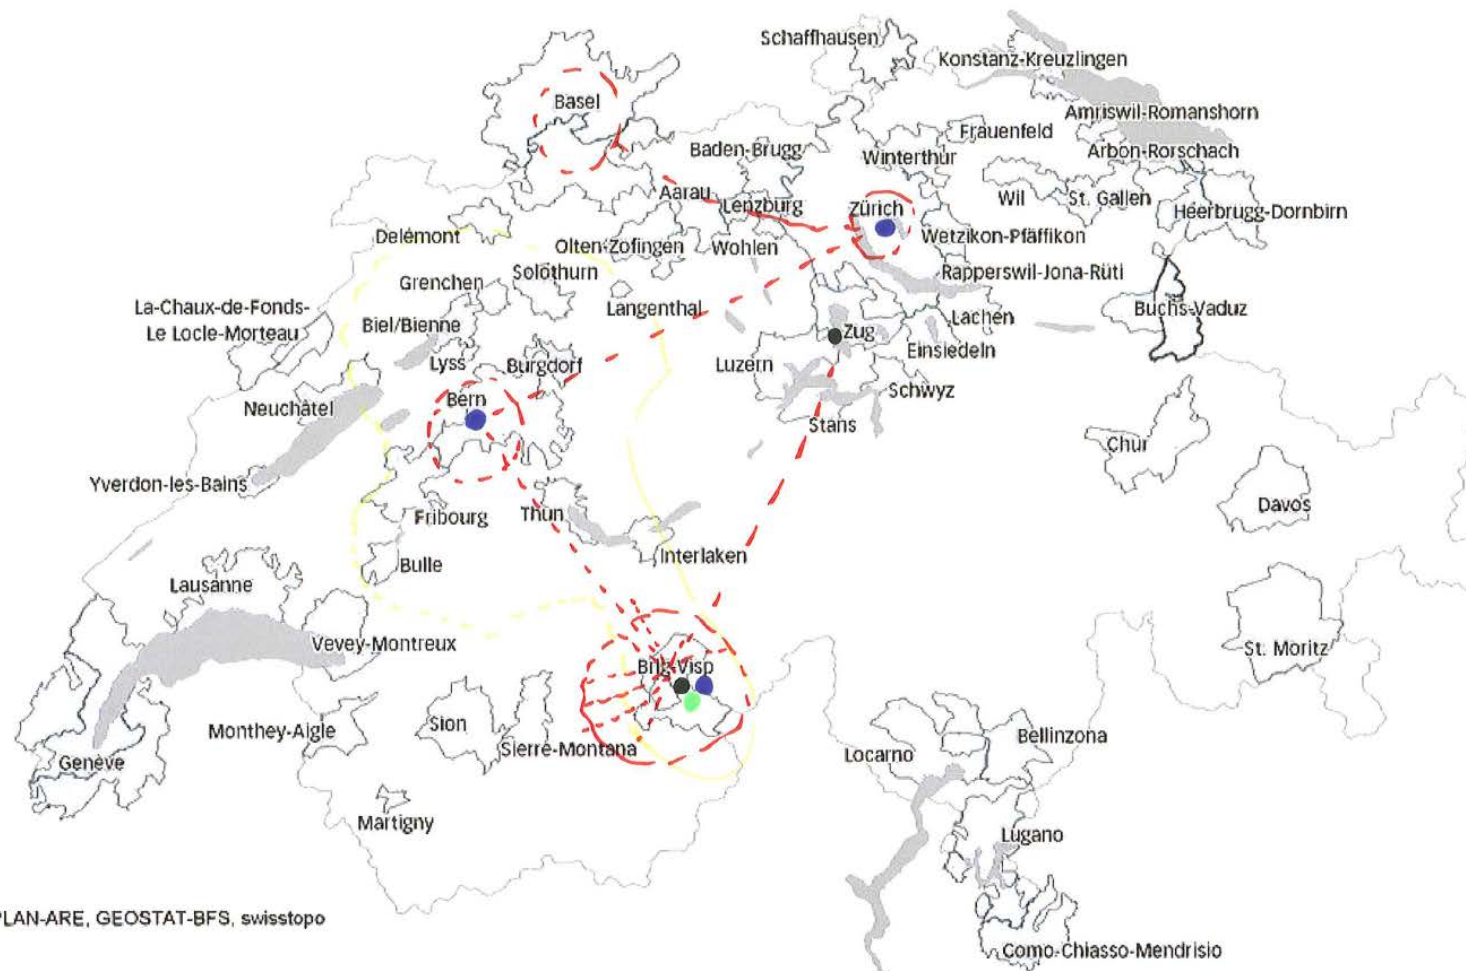 Schaffhausen
Konstanz-Kreuzlingen
Basel
Amriswil-Romanshorn
Frauenfeld
Baden-Brugg
Winterthur
Arbon-Rorschach
Aarau
Lenzburg
Zürich
Wil
St. Gallen
Heerbrugg-Dornbirn
Delémont
Olten-Zofingen
Wohlen
Wetzikon-Pfäffikon
Grenchen
Solothurn
Rapperswil-Jona-Rüti
La-Chaux-de-Fonds-
Le Locle-Morteau
Biel/Bienne
Langenthal
Lachen
Buchs-Vaduz
Zug
Einsiedeln
Lyss
Burgdorf
Luzern
Schwyz
Neuchâtel
Bern
Stans
Chur
Yverdon-les-Bains
Fribourg
Thun
Davos
Interlaken
Bulle
Lausanne
Vevey-Montreux
Brig-Visp
St. Moritz
Monthey-Aigle
Sion
Sierre-Montana
Bellinzona
Locarno
Genève
Martigny
Lugano
PLAN-ARE, GEOSTAT-BFS, swisstopo
Como-Chiasso-Mendrisio